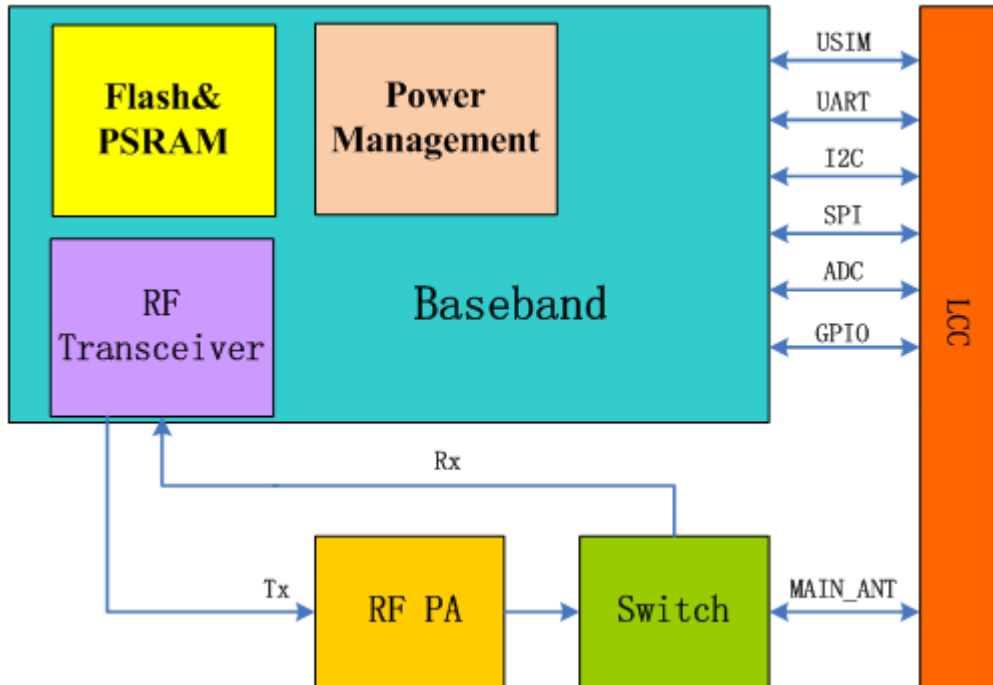 Flash&
PSRAM
Power
Management
RF
Transceiver
Baseband
USIM
UART
I2C
SPI
ADC
GPIO
LCC
Rx
Tx
RF PA
Switch
MAIN_ANT